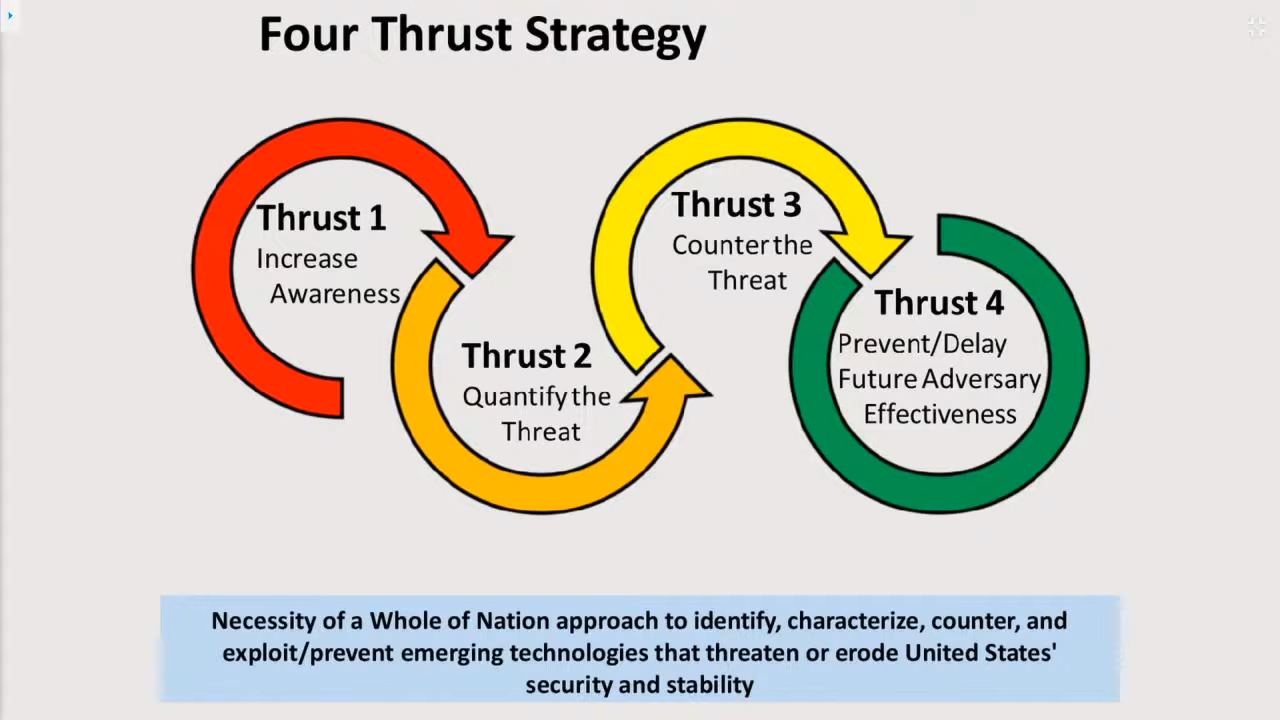 Four Thrust Strategy
Thrust 1
Increase
Awareness
Thrust 2
Quantify the
Threat
Thrust 3
Counter the
Threat
Thrust 4
Prevent/Delay
Future Adversary
Effectiveness
Necessity of a Whole of Nation approach to identify, characterize, counter, and
exploit/prevent emerging technologies that threaten or erode United States'
security and stability